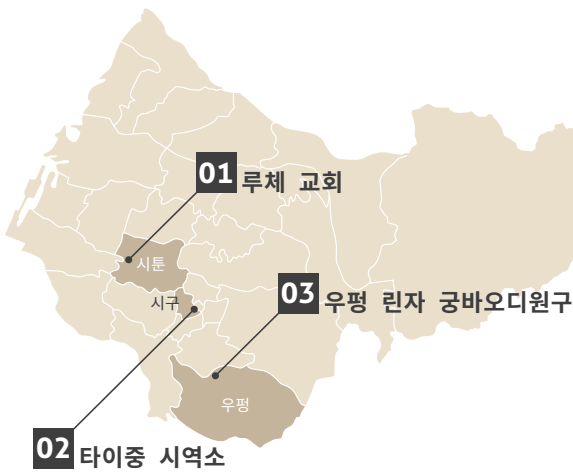 01 루체 교회
시툰
시구
03 우펑 린자 궁바오디원구
우펑
02 타이중 시역소